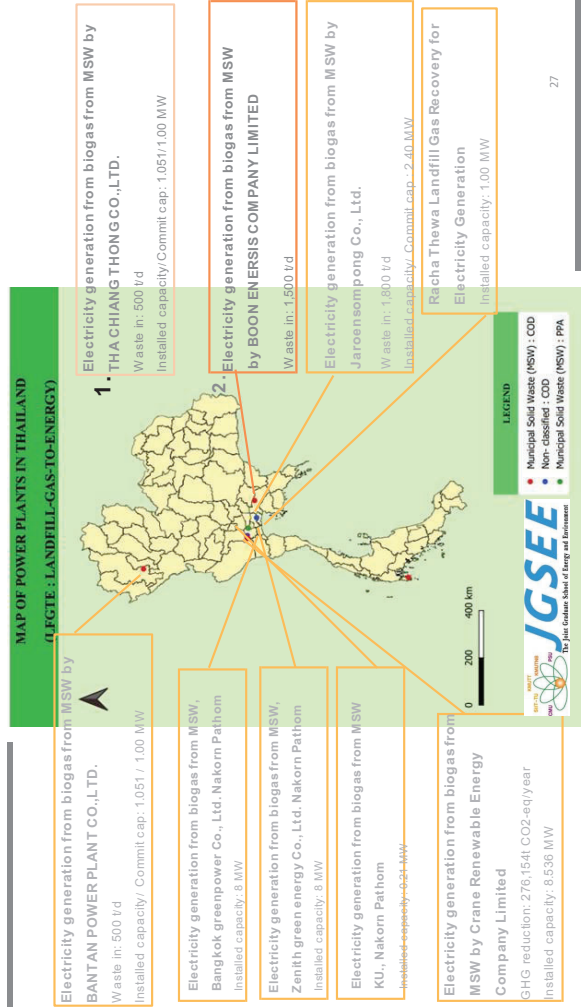 MAP OF POWER PLANTS IN THAILAND
(LFGTE : LANDFILL-GAS-TO-ENERGY)
Electricity generation from biogas from MSW by
BANTAN POWER PLANT CO.,LTD.
Waste in: 500 t/d
Installed capacity/ Commit cap: 1.051 / 1.00 MW
Electricity generation from biogas from MSW,
Bangkok greenpower Co., Ltd. Nakorn Pathom
Installed capacity: 8 MW
Electricity generation from biogas from MSW,
Zenith green energy Co., Ltd. Nakorn Pathom
Installed capacity: 8 MW
Electricity generation from biogas from MSW
KU., Nakorn Pathom
Installed capacity: 0.21 MW
Electricity generation from biogas from
MSW by Crane Renewable Energy
Company Limited
GHG reduction: 276,154t CO2-eq/year
Installed capacity: 8.536 MW
1.
Electricity generation from biogas from MSW by
THA CHIANG THONG CO.,LTD.
Waste in: 500 t/d
Installed capacity/Commit cap: 1.051/1.00 MW
2.
Electricity generation from biogas from MSW
by BOON ENERSIS COMPANY LIMITED
Waste in: 1,500 t/d
Electricity generation from biogas from MSW by
Jaroensompong Co., Ltd.
Waste in: 1,800 t/d
Installed capacity/ Commit cap: 2.40 MW
Racha Thewa Landfill Gas Recovery for
Electricity Generation
Installed capacity: 1.00 MW
LEGEND
Municipal Solid Waste (MSW) : COD
Non- classified : COD
Municipal Solid Waste (MSW) : PPA
0 200 400 km
CMU SIIT-TU KMUTT KMUTNB PSU
JGSEE
The Joint Graduate School of Energy and Environment
27